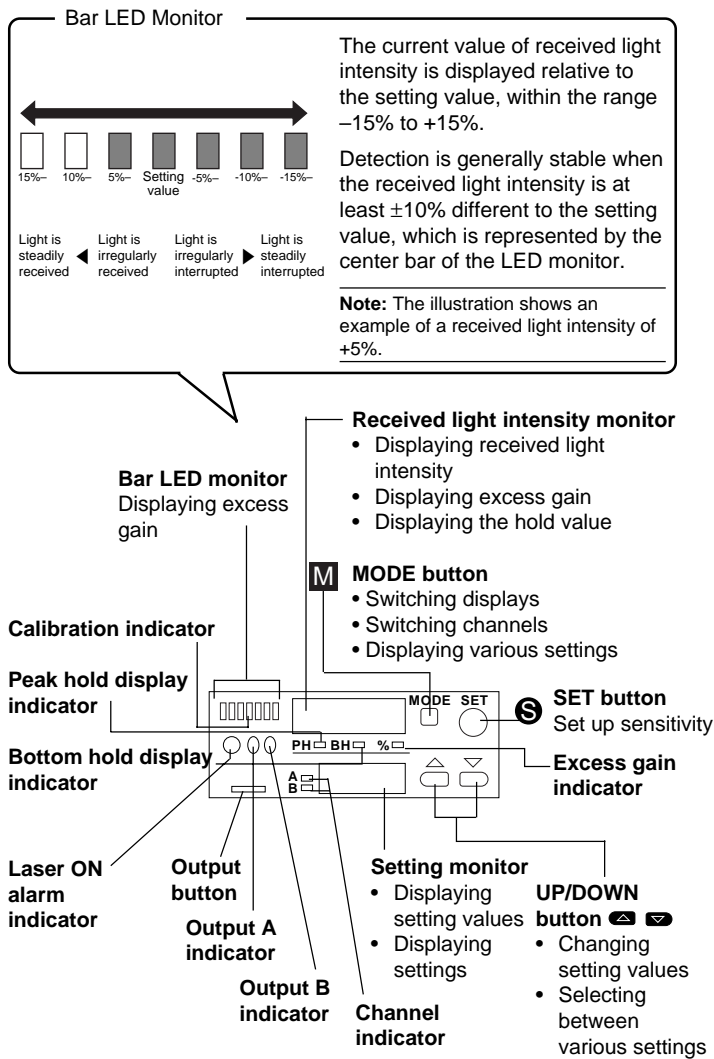 Bar LED Monitor
The current value of received light
intensity is displayed relative to
the setting value, within the range
–15% to +15%.
Detection is generally stable when
the received light intensity is at
least ±10% different to the setting
value, which is represented by the
center bar of the LED monitor.
Note: The illustration shows an
example of a received light intensity of
+5%.
15%– 10%– 5%– Setting value -5%– -10%– -15%–
Light is
steadily
received
Light is
irregularly
received
Light is
irregularly
interrupted
Light is
steadily
interrupted
Received light intensity monitor
• Displaying received light
intensity
• Displaying excess gain
• Displaying the hold value
Bar LED monitor
Displaying excess
gain
M MODE button
• Switching displays
• Switching channels
• Displaying various settings
Calibration indicator
Peak hold display
indicator
Bottom hold display
indicator
MODE SET
PH BH %
A
B
S SET button
Set up sensitivity
Excess gain
indicator
Laser ON
alarm
indicator
Output
button
Output A
indicator
Output B
indicator
Setting monitor
• Displaying
setting values
• Displaying
settings
Channel
indicator
UP/DOWN
button
• Changing
setting values
• Selecting
between
various settings